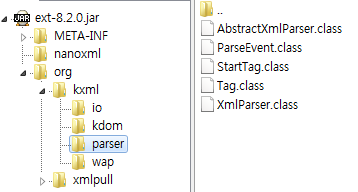 ext-8.2.0.jar
META-INF
nanoxml
org
kxml
io
kdom
parser
wap
xmlpull
..
AbstractXmlParser.class
ParseEvent.class
StartTag.class
Tag.class
XmlParser.class